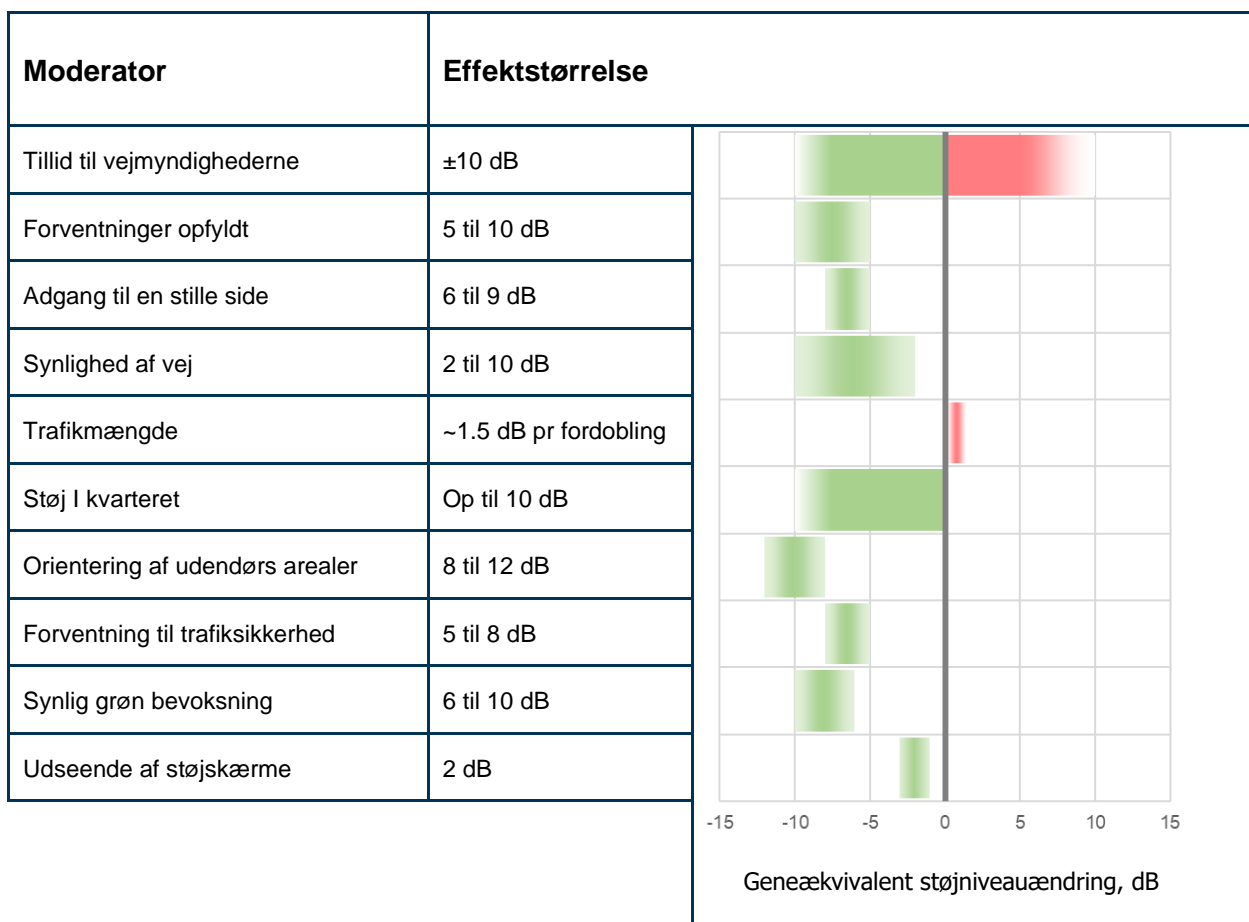 Moderator Effektstørrelse
Tillid til vejmyndighederne ±10 dB
Forventninger opfyldt 5 til 10 dB
Adgang til en stille side 6 til 9 dB
Synlighed af vej 2 til 10 dB
Trafikmængde ~1.5 dB pr fordobling
Støj I kvarteret Op til 10 dB
Orientering af udendørs arealer 8 til 12 dB
Forventning til trafiksikkerhed 5 til 8 dB
Synlig grøn bevoksning 6 til 10 dB
Udseende af støjskærme 2 dB
-15 -10 -5 0 5 10 15
Geneækvivalent støjniveauændring, dB